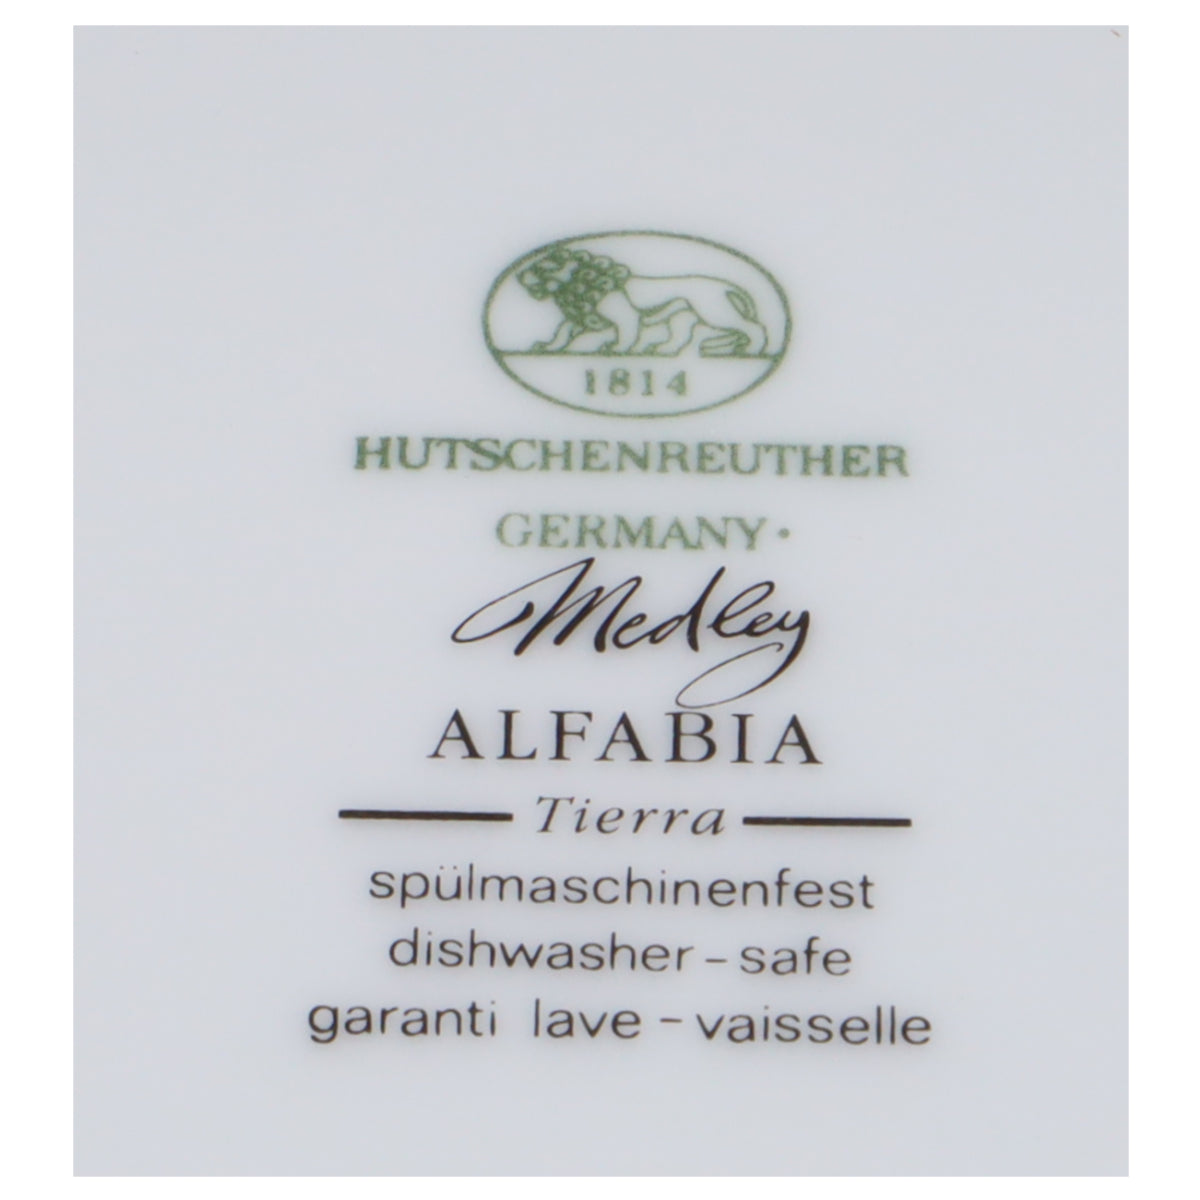 1814
HUTSCHENREUTHER
GERMANY·
Medley
ALFABIA
Tierra
spülmaschinenfest
dishwasher-safe
garanti lave-vaisselle